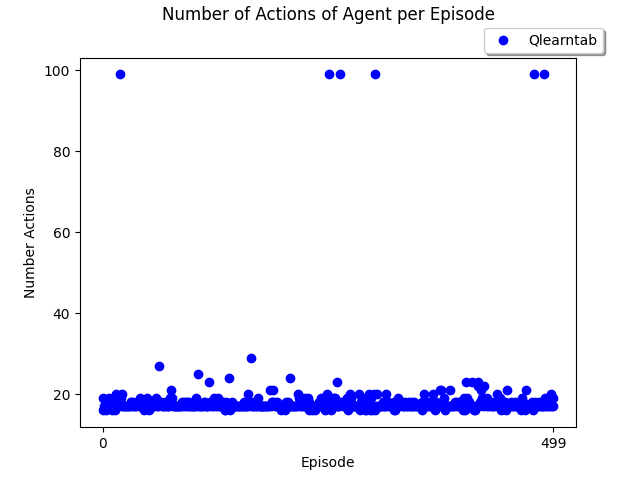 Number of Actions of Agent per Episode
Qlearntab
100
80
60
40
20
Number Actions
0
499
Episode